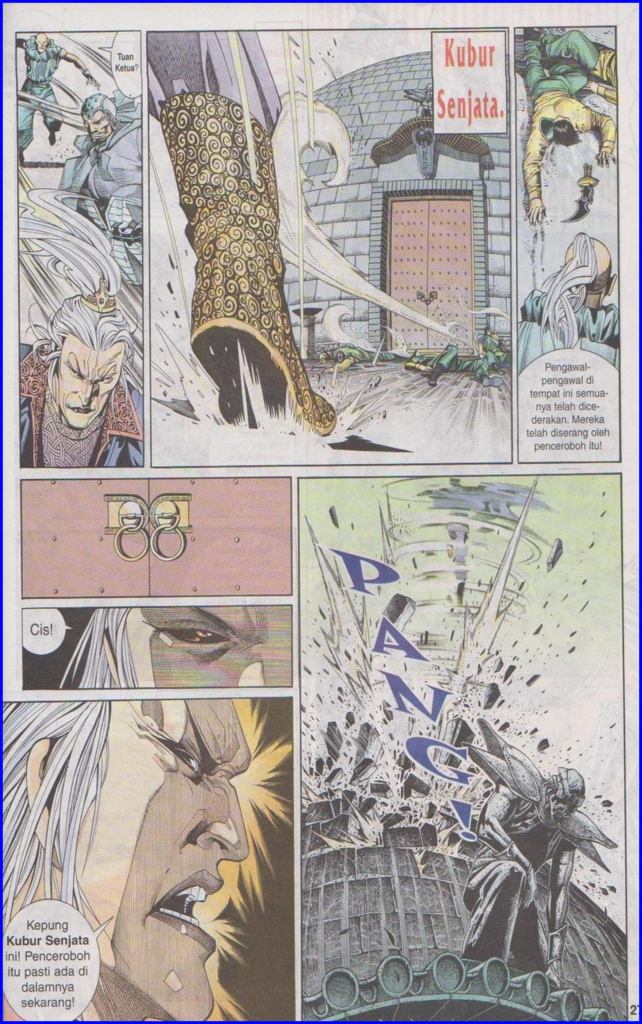 Tuan
Ketua?
Kubur
Senjata.
Pengawal-
pengawal di
tempat ini semua-
nya telah dice-
derakan. Mereka
telah diserang oleh
penceroboh itu!
Cis!
PANG!
Kepung
Kubur Senjata
ini! Penceroboh
itu pasti ada di
dalamnya
sekarang!